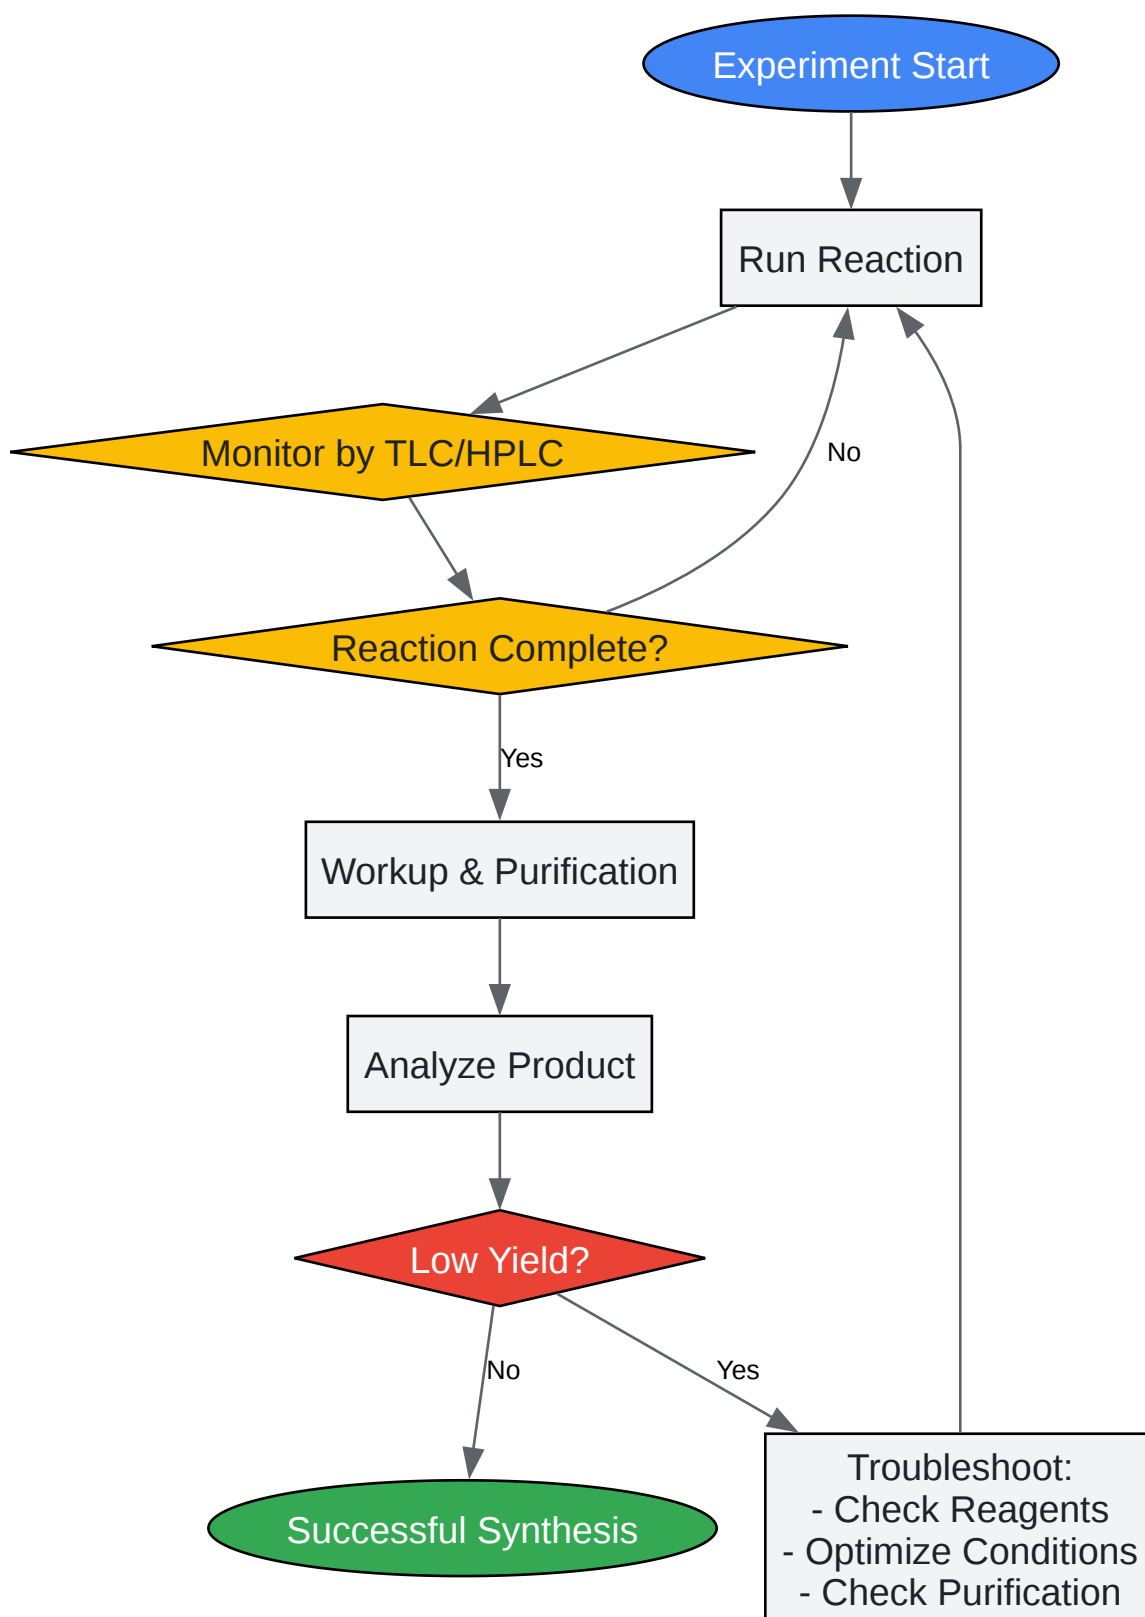 Experiment Start
Run Reaction
Monitor by TLC/HPLC
No
Reaction Complete?
Yes
Workup & Purification
Analyze Product
Low Yield?
No
Yes
Successful Synthesis
Troubleshoot:
- Check Reagents
- Optimize Conditions
- Check Purification